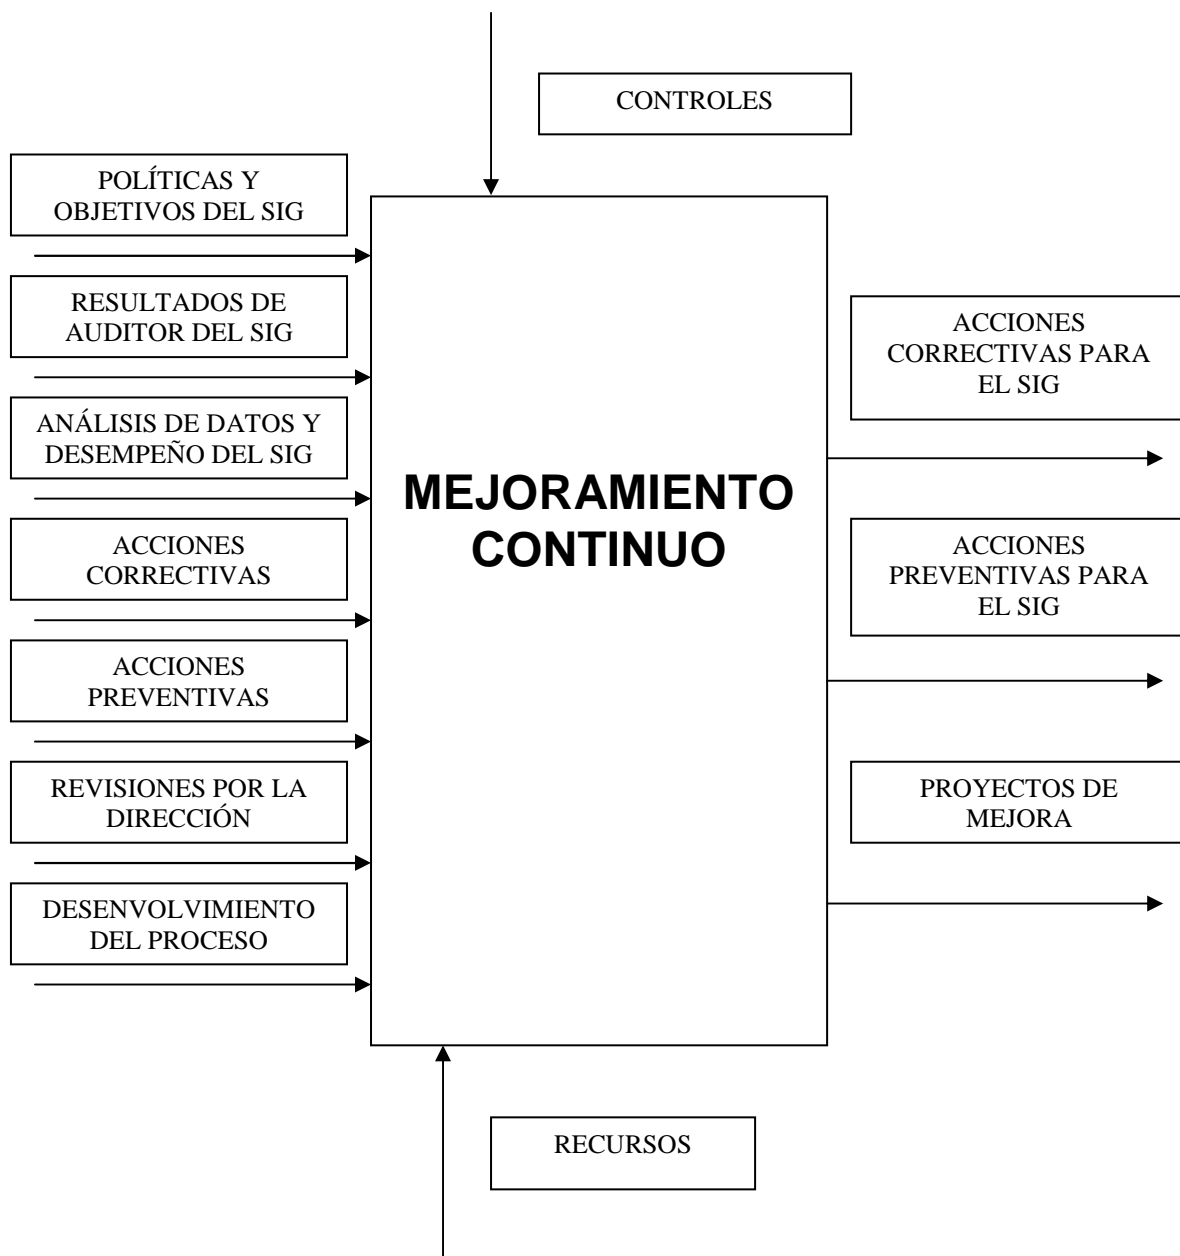 CONTROLES
POLÍTICAS Y
OBJETIVOS DEL SIG
RESULTADOS DE
AUDITOR DEL SIG
ANÁLISIS DE DATOS Y
DESEMPEÑO DEL SIG
ACCIONES
CORRECTIVAS
ACCIONES
PREVENTIVAS
REVISIONES POR LA
DIRECCIÓN
DESENVOLVIMIENTO
DEL PROCESO
MEJORAMIENTO
CONTINUO
ACCIONES
CORRECTIVAS PARA
EL SIG
ACCIONES
PREVENTIVAS PARA
EL SIG
PROYECTOS DE
MEJORA
RECURSOS